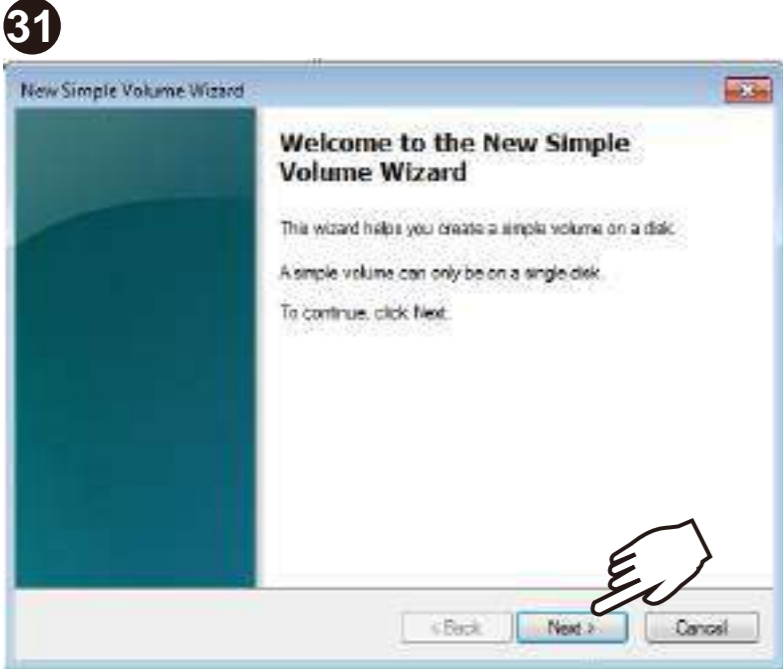 31
New Simple Volume Wizard
Welcome to the New Simple
Volume Wizard
This wizard helps you create a simple volume on a disk.
A simple volume can only be on a single disk.
To continue, click Next.
< Back
Next >
Cancel